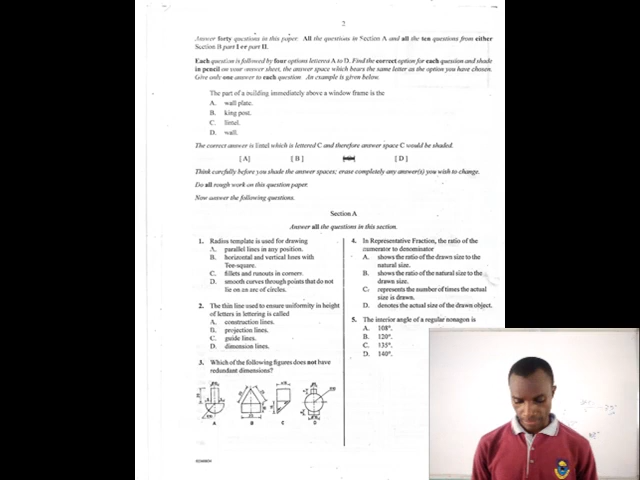 2
Answer forty questions in this paper. All the questions in Section A and all the ten questions from either
Section B part I or part II.
Each question is followed by four options lettered A to D. Find the correct option for each question and shade
in pencil on your answer sheet, the answer space which bears the same letter as the option you have chosen.
Give only one answer to each question. An example is given below.
The part of a building immediately above a window frame is the
A. wall plate.
B. king post.
C. lintel.
D. wall.
The correct answer is lintel which is lettered C and therefore answer space C would be shaded.
[ A ] [ B ] [ D ]
Think carefully before you shade the answer spaces; erase completely any answer(s) you wish to change.
Do all rough work on this question paper.
Now answer the following questions.
Section A
Answer all the questions in this section.
1. Radius template is used for drawing
A. parallel lines in any position.
B. horizontal and vertical lines with
Tee-square.
C. fillets and runouts in corners.
D. smooth curves through points that do not
lie on an arc of circles.
2. The thin line used to ensure uniformity in height
of letters in lettering is called
A. construction lines.
B. projection lines.
C. guide lines.
D. dimension lines.
3. Which of the following figures does not have
redundant dimensions?
A B C D
4. In Representative Fraction, the ratio of the
numerator to denominator
A. shows the ratio of the drawn size to the
natural size.
B. shows the ratio of the natural size to the
drawn size.
C. represents the number of times the actual
size is drawn.
D. denotes the actual size of the drawn object.
5. The interior angle of a regular nonagon is
A. 108°.
B. 120°.
C. 135°.
D. 140°.